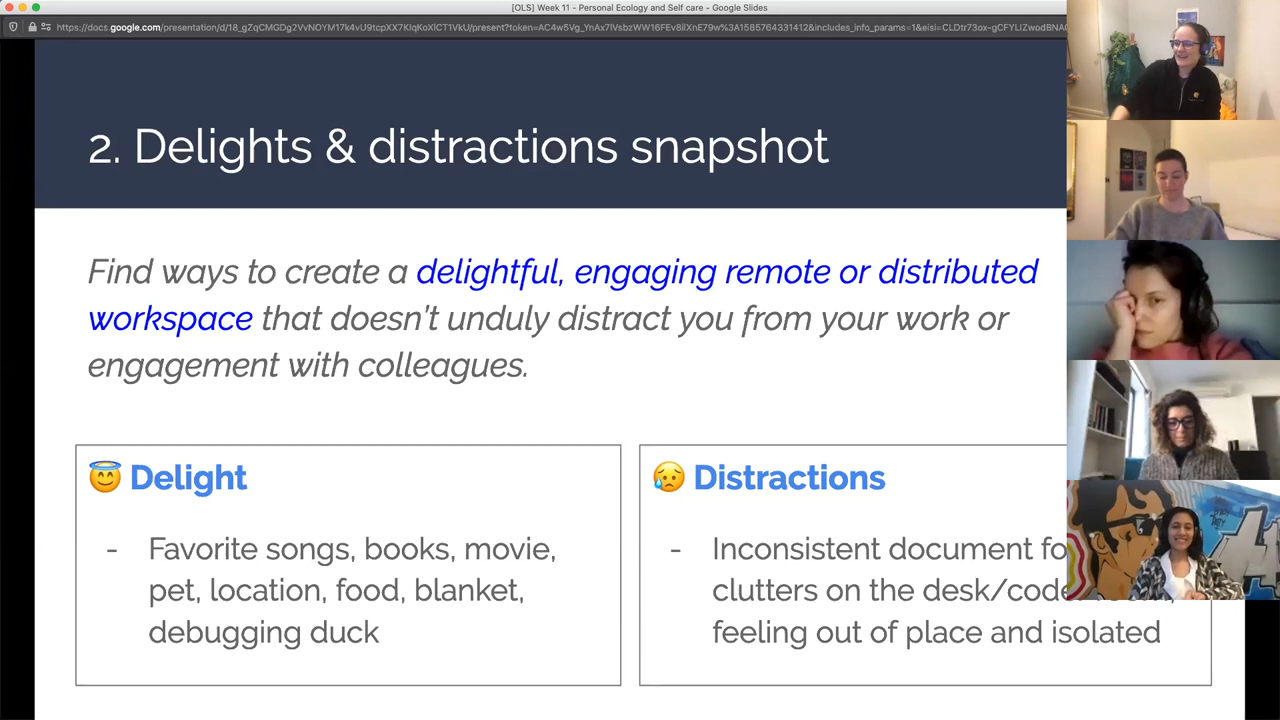 [OLS] Week 11 - Personal Ecology and Self care - Google Slides
2. Delights & distractions snapshot
Find ways to create a delightful, engaging remote or distributed
workspace that doesn't unduly distract you from your work or
engagement with colleagues.
Delight
- Favorite songs, books, movie,
pet, location, food, blanket,
debugging duck
Distractions
- Inconsistent document
clutters on the
feeling out of place and isolated